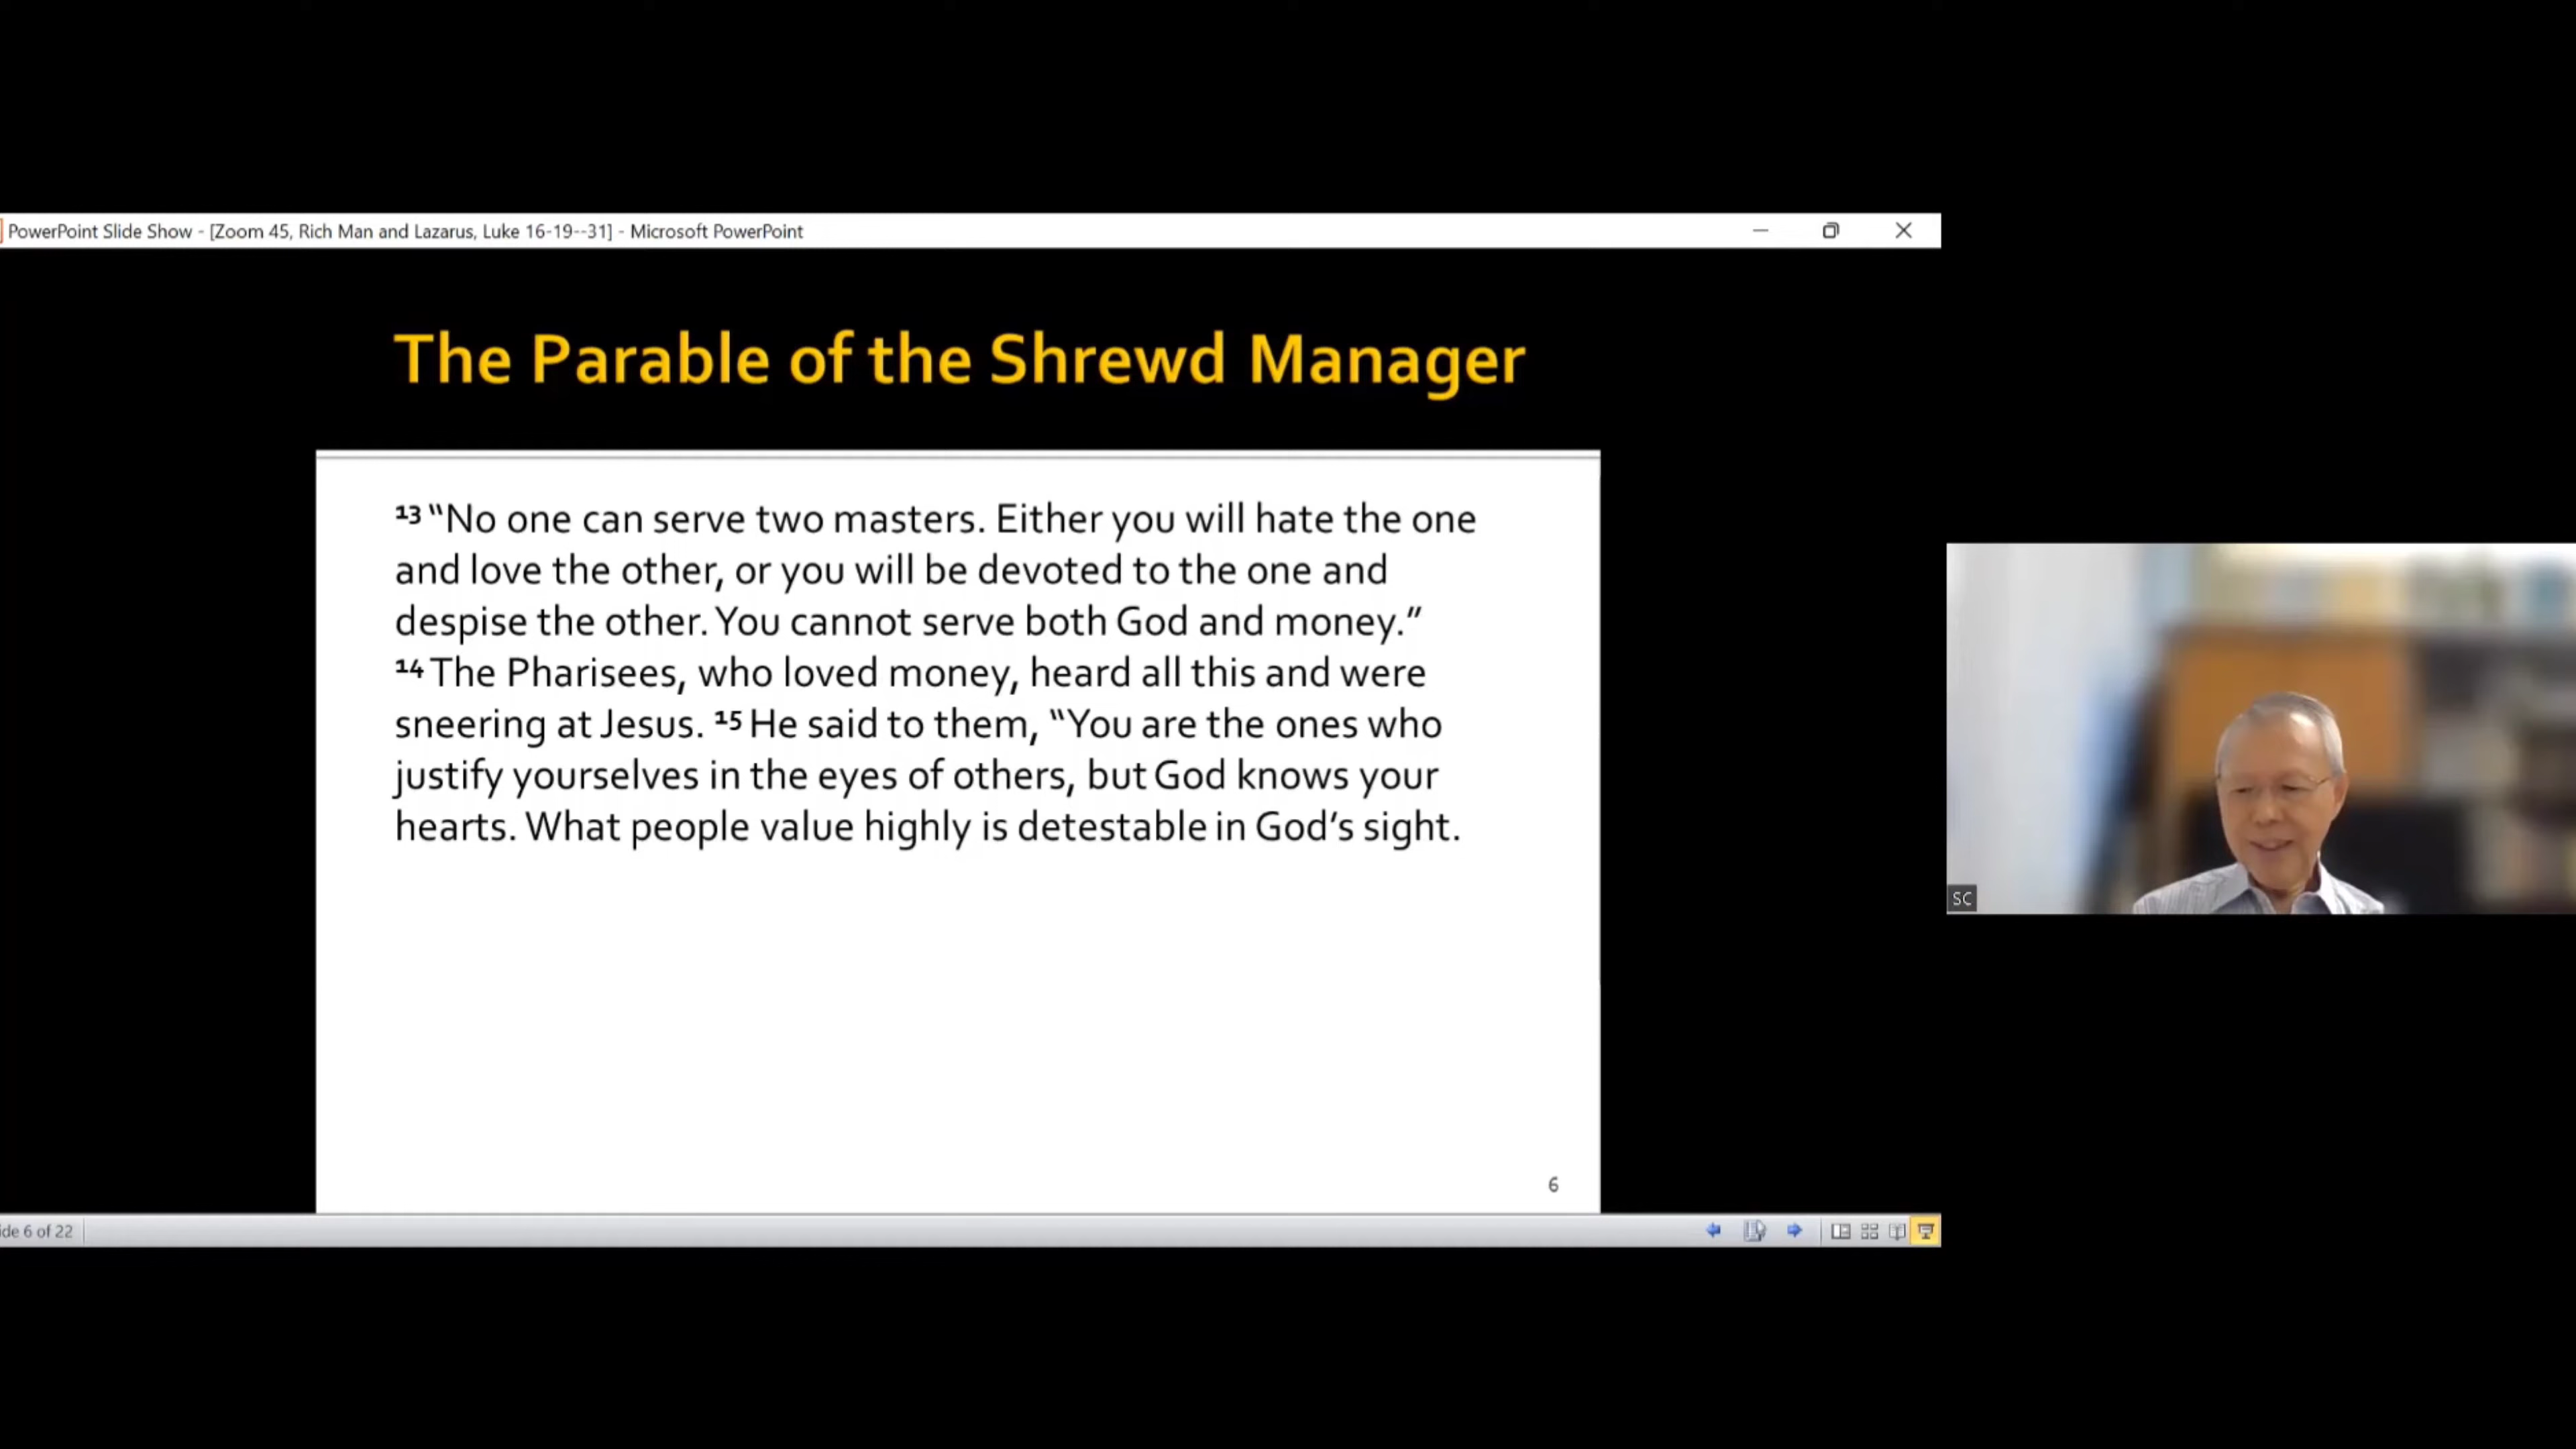 PowerPoint Slide Show - [Zoom 45, Rich Man and Lazarus, Luke 16-19--31] - Microsoft PowerPoint
The Parable of the Shrewd Manager
13 “No one can serve two masters. Either you will hate the one
and love the other, or you will be devoted to the one and
despise the other. You cannot serve both God and money.”
14 The Pharisees, who loved money, heard all this and were
sneering at Jesus. 15 He said to them, “You are the ones who
justify yourselves in the eyes of others, but God knows your
hearts. What people value highly is detestable in God’s sight.
6
SC
ide 6 of 22